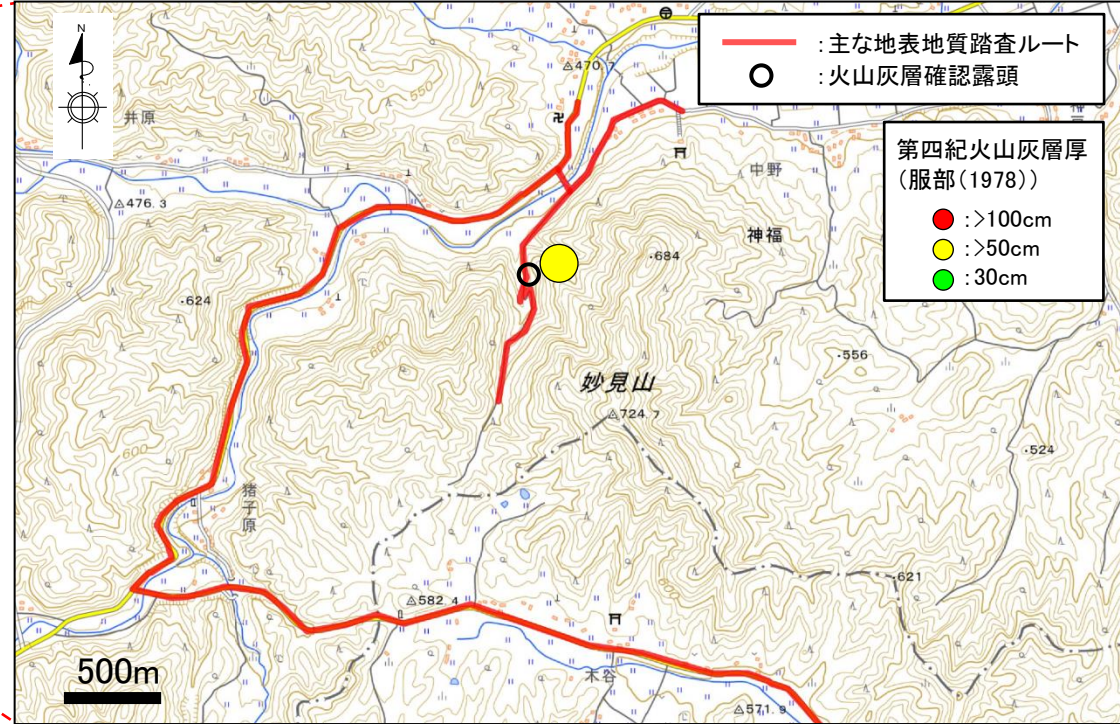 N
:主な地表地質踏査ルート
:火山灰層確認露頭
第四紀火山灰層厚
(服部(1978))
:>100cm
:>50cm
:30cm
470.7
550
井原
中野
476.3
神福
684
624
600
556
妙見山
724.7
524
600
猪子原
621
600
582.4
木谷
571.9
500m